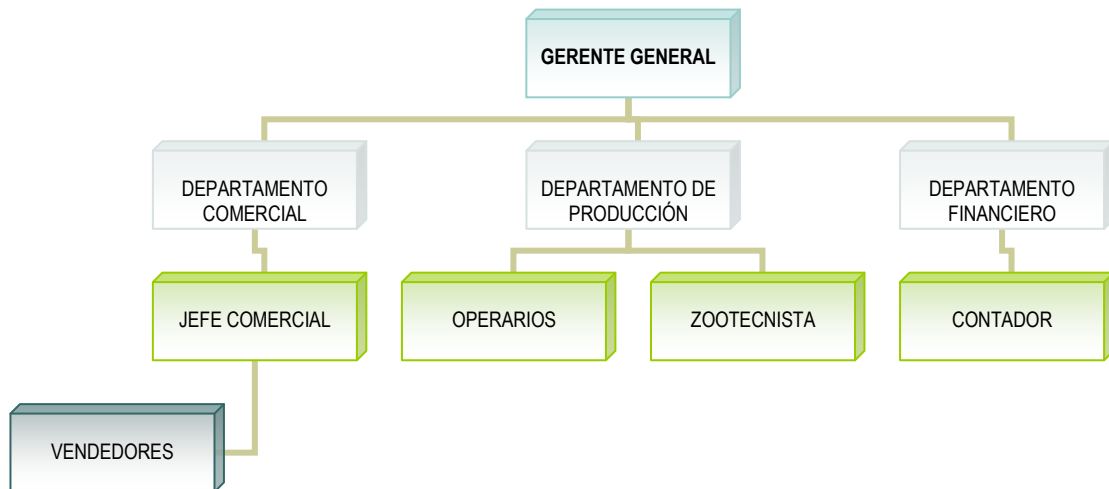 GERENTE GENERAL
DEPARTAMENTO
COMERCIAL
DEPARTAMENTO DE
PRODUCCIÓN
DEPARTAMENTO
FINANCIERO
JEFE COMERCIAL
OPERARIOS
ZOOTECNISTA
CONTADOR
VENDEDORES